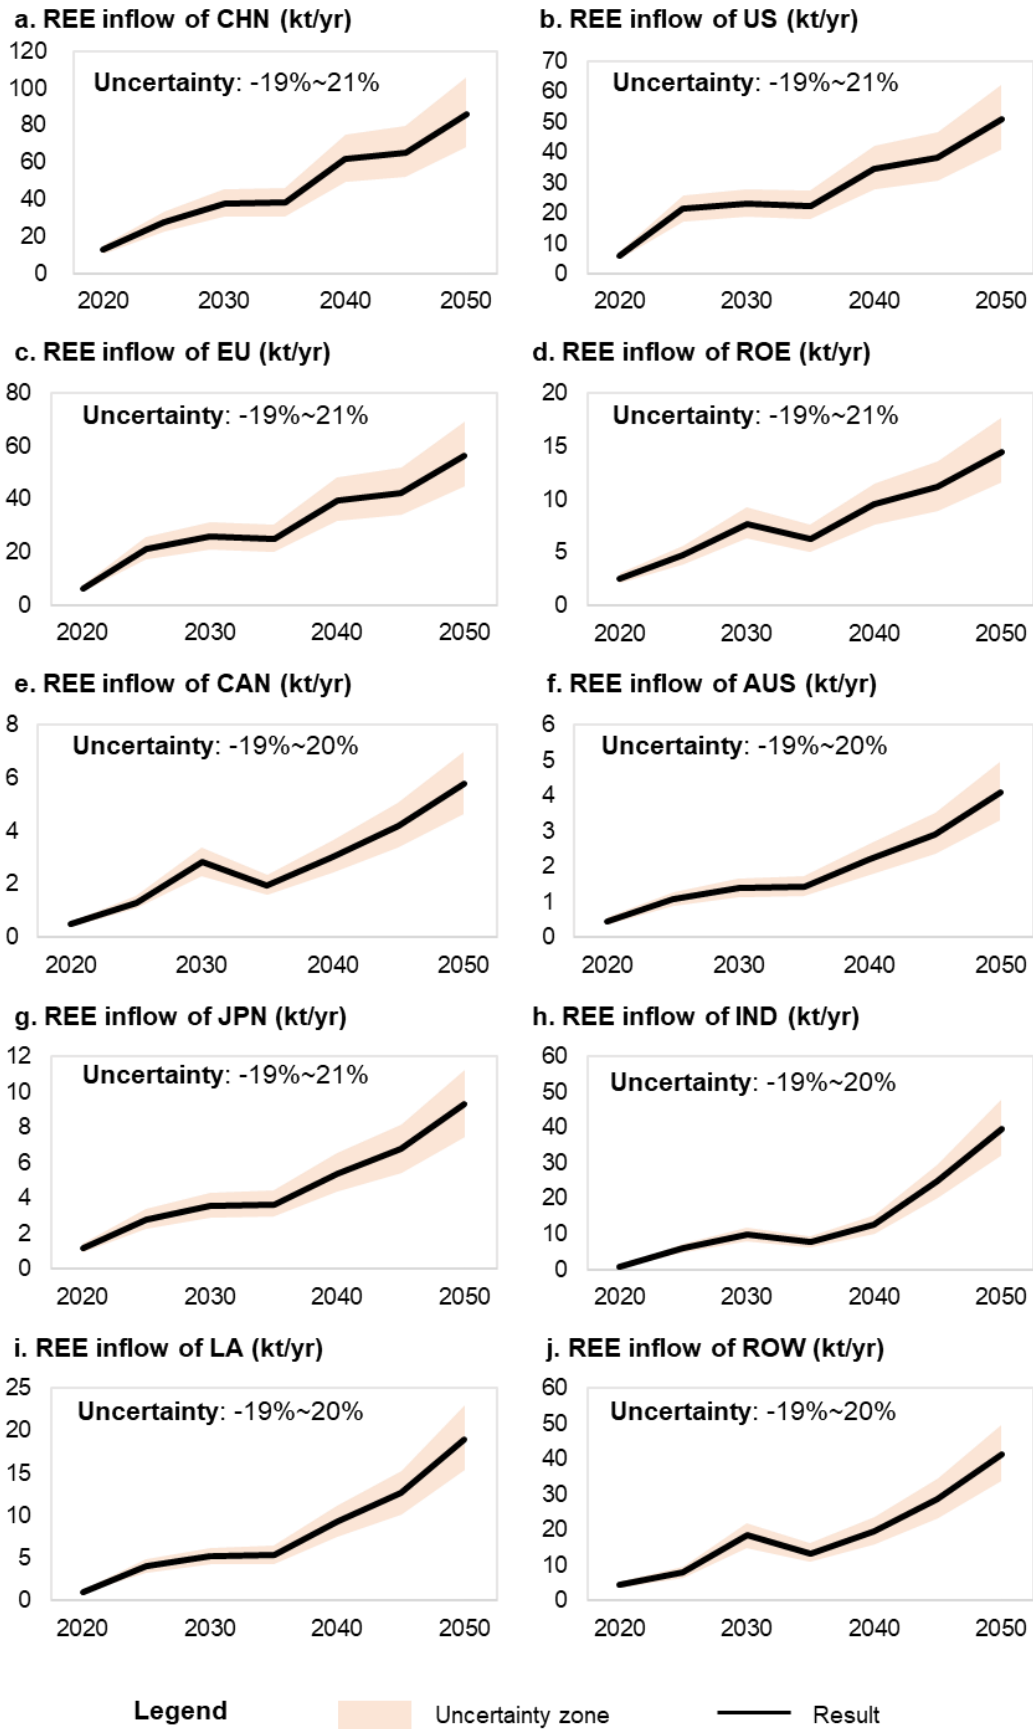 a. REE inflow of CHN (kt/yr)
120
100
80
60
40
20
0
Uncertainty: -19%~21%
2020 2030 2040 2050
b. REE inflow of US (kt/yr)
70
60
50
40
30
20
10
0
Uncertainty: -19%~21%
2020 2030 2040 2050
c. REE inflow of EU (kt/yr)
80
60
40
20
0
Uncertainty: -19%~21%
2020 2030 2040 2050
d. REE inflow of ROE (kt/yr)
20
15
10
5
0
Uncertainty: -19%~21%
2020 2030 2040 2050
e. REE inflow of CAN (kt/yr)
8
6
4
2
0
Uncertainty: -19%~20%
2020 2030 2040 2050
f. REE inflow of AUS (kt/yr)
6
5
4
3
2
1
0
Uncertainty: -19%~20%
2020 2030 2040 2050
g. REE inflow of JPN (kt/yr)
12
10
8
6
4
2
0
Uncertainty: -19%~21%
2020 2030 2040 2050
h. REE inflow of IND (kt/yr)
60
50
40
30
20
10
0
Uncertainty: -19%~20%
2020 2030 2040 2050
i. REE inflow of LA (kt/yr)
25
20
15
10
5
0
Uncertainty: -19%~20%
2020 2030 2040 2050
j. REE inflow of ROW (kt/yr)
60
50
40
30
20
10
0
Uncertainty: -19%~20%
2020 2030 2040 2050
Legend Uncertainty zone Result